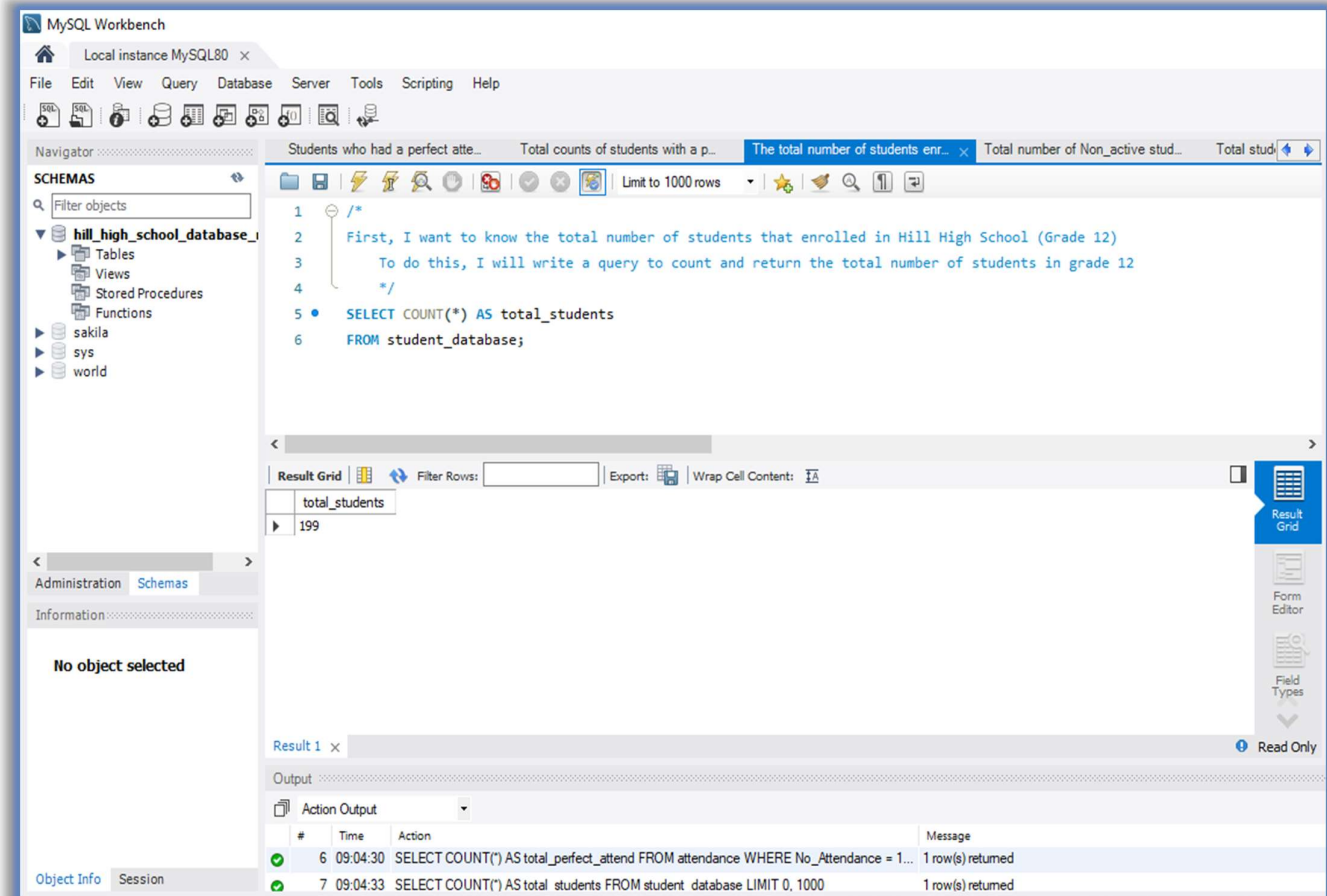 MySQL Workbench
Local instance MySQL80
File Edit View Query Database Server Tools Scripting Help
Navigator
SCHEMAS
Filter objects
hill_high_school_database_
Tables
Views
Stored Procedures
Functions
sakila
sys
world
Administration Schemas
Information
No object selected
Object Info Session
Students who had a perfect atte... Total counts of students with a p... The total number of students enr... Total number of Non_active stud... Total stud
Limit to 1000 rows
1 /*
2 First, I want to know the total number of students that enrolled in Hill High School (Grade 12)
3 To do this, I will write a query to count and return the total number of students in grade 12
4 */
5 SELECT COUNT(*) AS total_students
6 FROM student_database;
Result Grid Filter Rows: Export: Wrap Cell Content:
total_students
199
Result Grid
Form Editor
Field Types
Result 1 Read Only
Output
Action Output
# Time Action Message
6 09:04:30 SELECT COUNT(*) AS total_perfect_attend FROM attendance WHERE No_Attendance = 1... 1 row(s) returned
7 09:04:33 SELECT COUNT(*) AS total_students FROM student_database LIMIT 0, 1000 1 row(s) returned